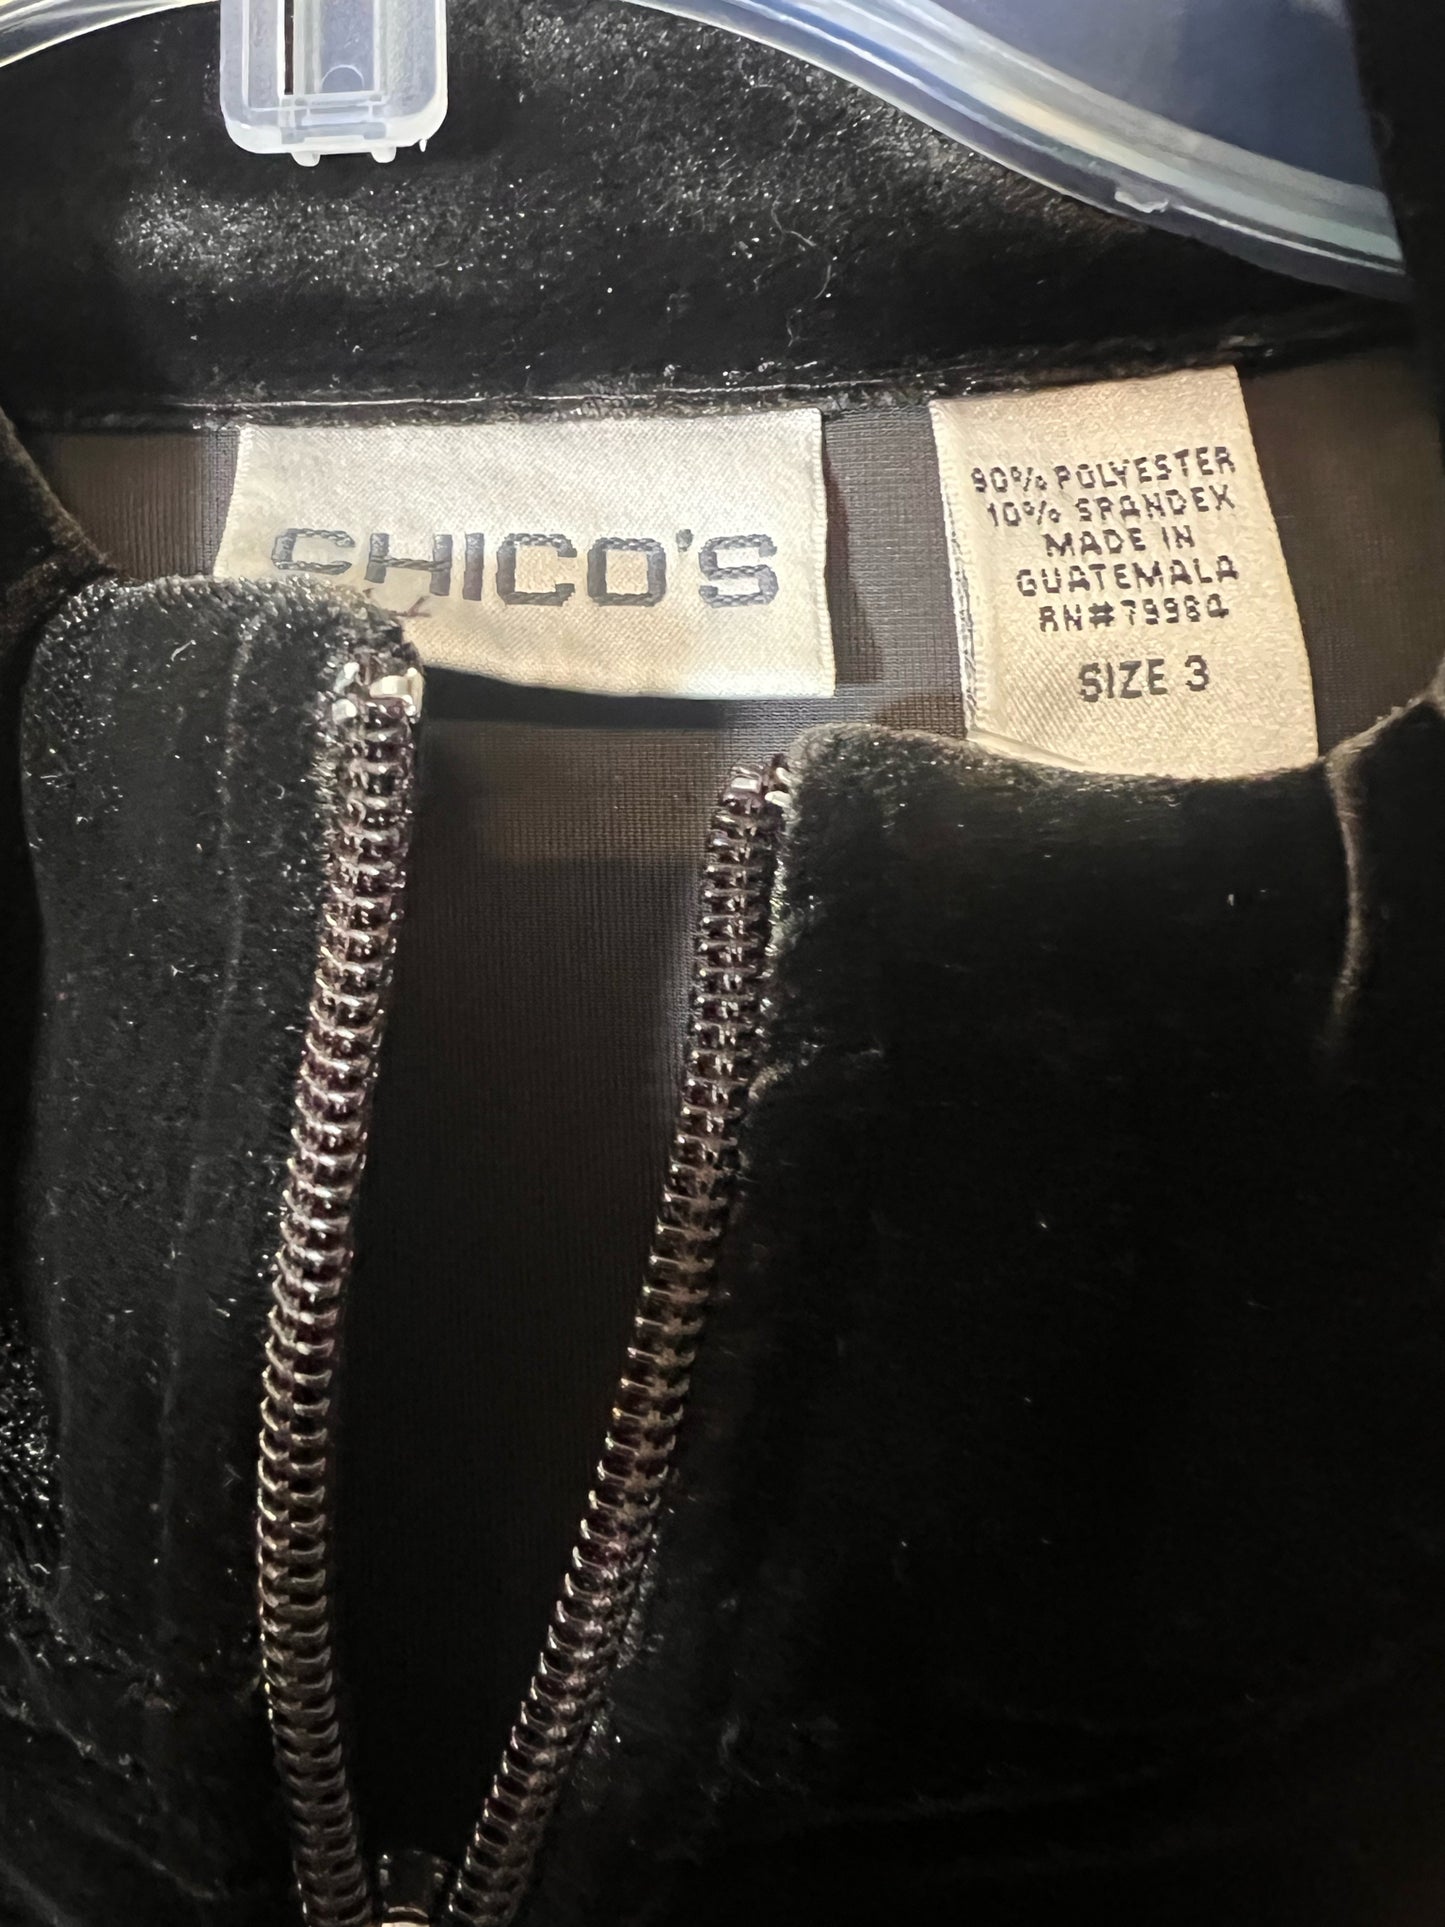 CHICO'S
90% POLYESTER
10% SPANDEX
MADE IN
GUATEMALA
RN#79984
SIZE 3